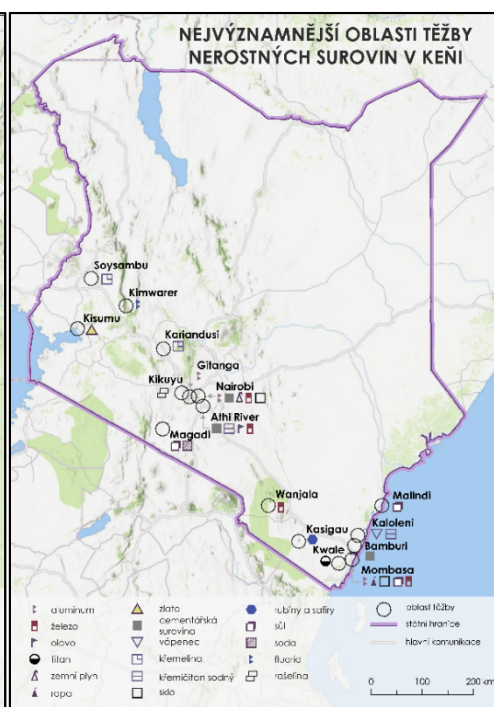 NEJVÝZNAMNĚJŠÍ OBLASTI TĚŽBY
NEROSTNÝCH SUROVIN V KEŇI
Soysambu
Kimwarer
Kisumu
Kariandusi
Gitanga
Kikuyu
Nairobi
Athi River
Magadi
Wanjala
Malindi
Kasigau
Kaloleni
Kwale
Bamburi
Mombasa
aluminum
železo
olovo
titan
zemní plyn
ropa
zlato
cementářská
surovina
vápenec
křemelina
křemičitan sodný
sklo
rubíny a safíry
sůl
soda
fluorid
rašelina
oblast těžby
státní hranice
hlavní komunikace
0 100 200 km